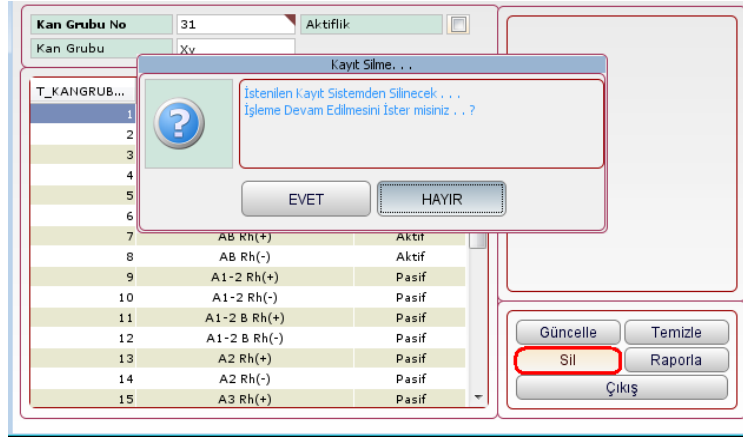 Kan Grubu No 31 Aktiflik
Kan Grubu Xy
Kayıt Silme. . .
İstenilen Kayıt Sistemden Silinecek . . .
İşleme Devam Edilmesini İster misiniz . . ?
EVET HAYIR
T_KANGRUB...
1
2
3
4
5
6
7 AB Rh(+) Aktif
8 AB Rh(-) Aktif
9 A1-2 Rh(+) Pasif
10 A1-2 Rh(-) Pasif
11 A1-2 B Rh(+) Pasif
12 A1-2 B Rh(-) Pasif
13 A2 Rh(+) Pasif
14 A2 Rh(-) Pasif
15 A3 Rh(+) Pasif
Güncelle Temizle
Sil Raporla
Çıkış